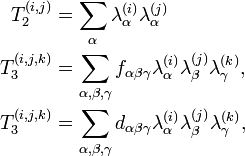 T_2^{(i,j)} = \sum_{\alpha} \lambda_{\alpha}^{(i)} \lambda_{\alpha}^{(j)}
T_3^{(i,j,k)} = \sum_{\alpha,\beta,\gamma} f_{\alpha\beta\gamma} \lambda_{\alpha}^{(i)} \lambda_{\beta}^{(j)} \lambda_{\gamma}^{(k)},
T_3^{(i,j,k)} = \sum_{\alpha,\beta,\gamma} d_{\alpha\beta\gamma} \lambda_{\alpha}^{(i)} \lambda_{\beta}^{(j)} \lambda_{\gamma}^{(k)},